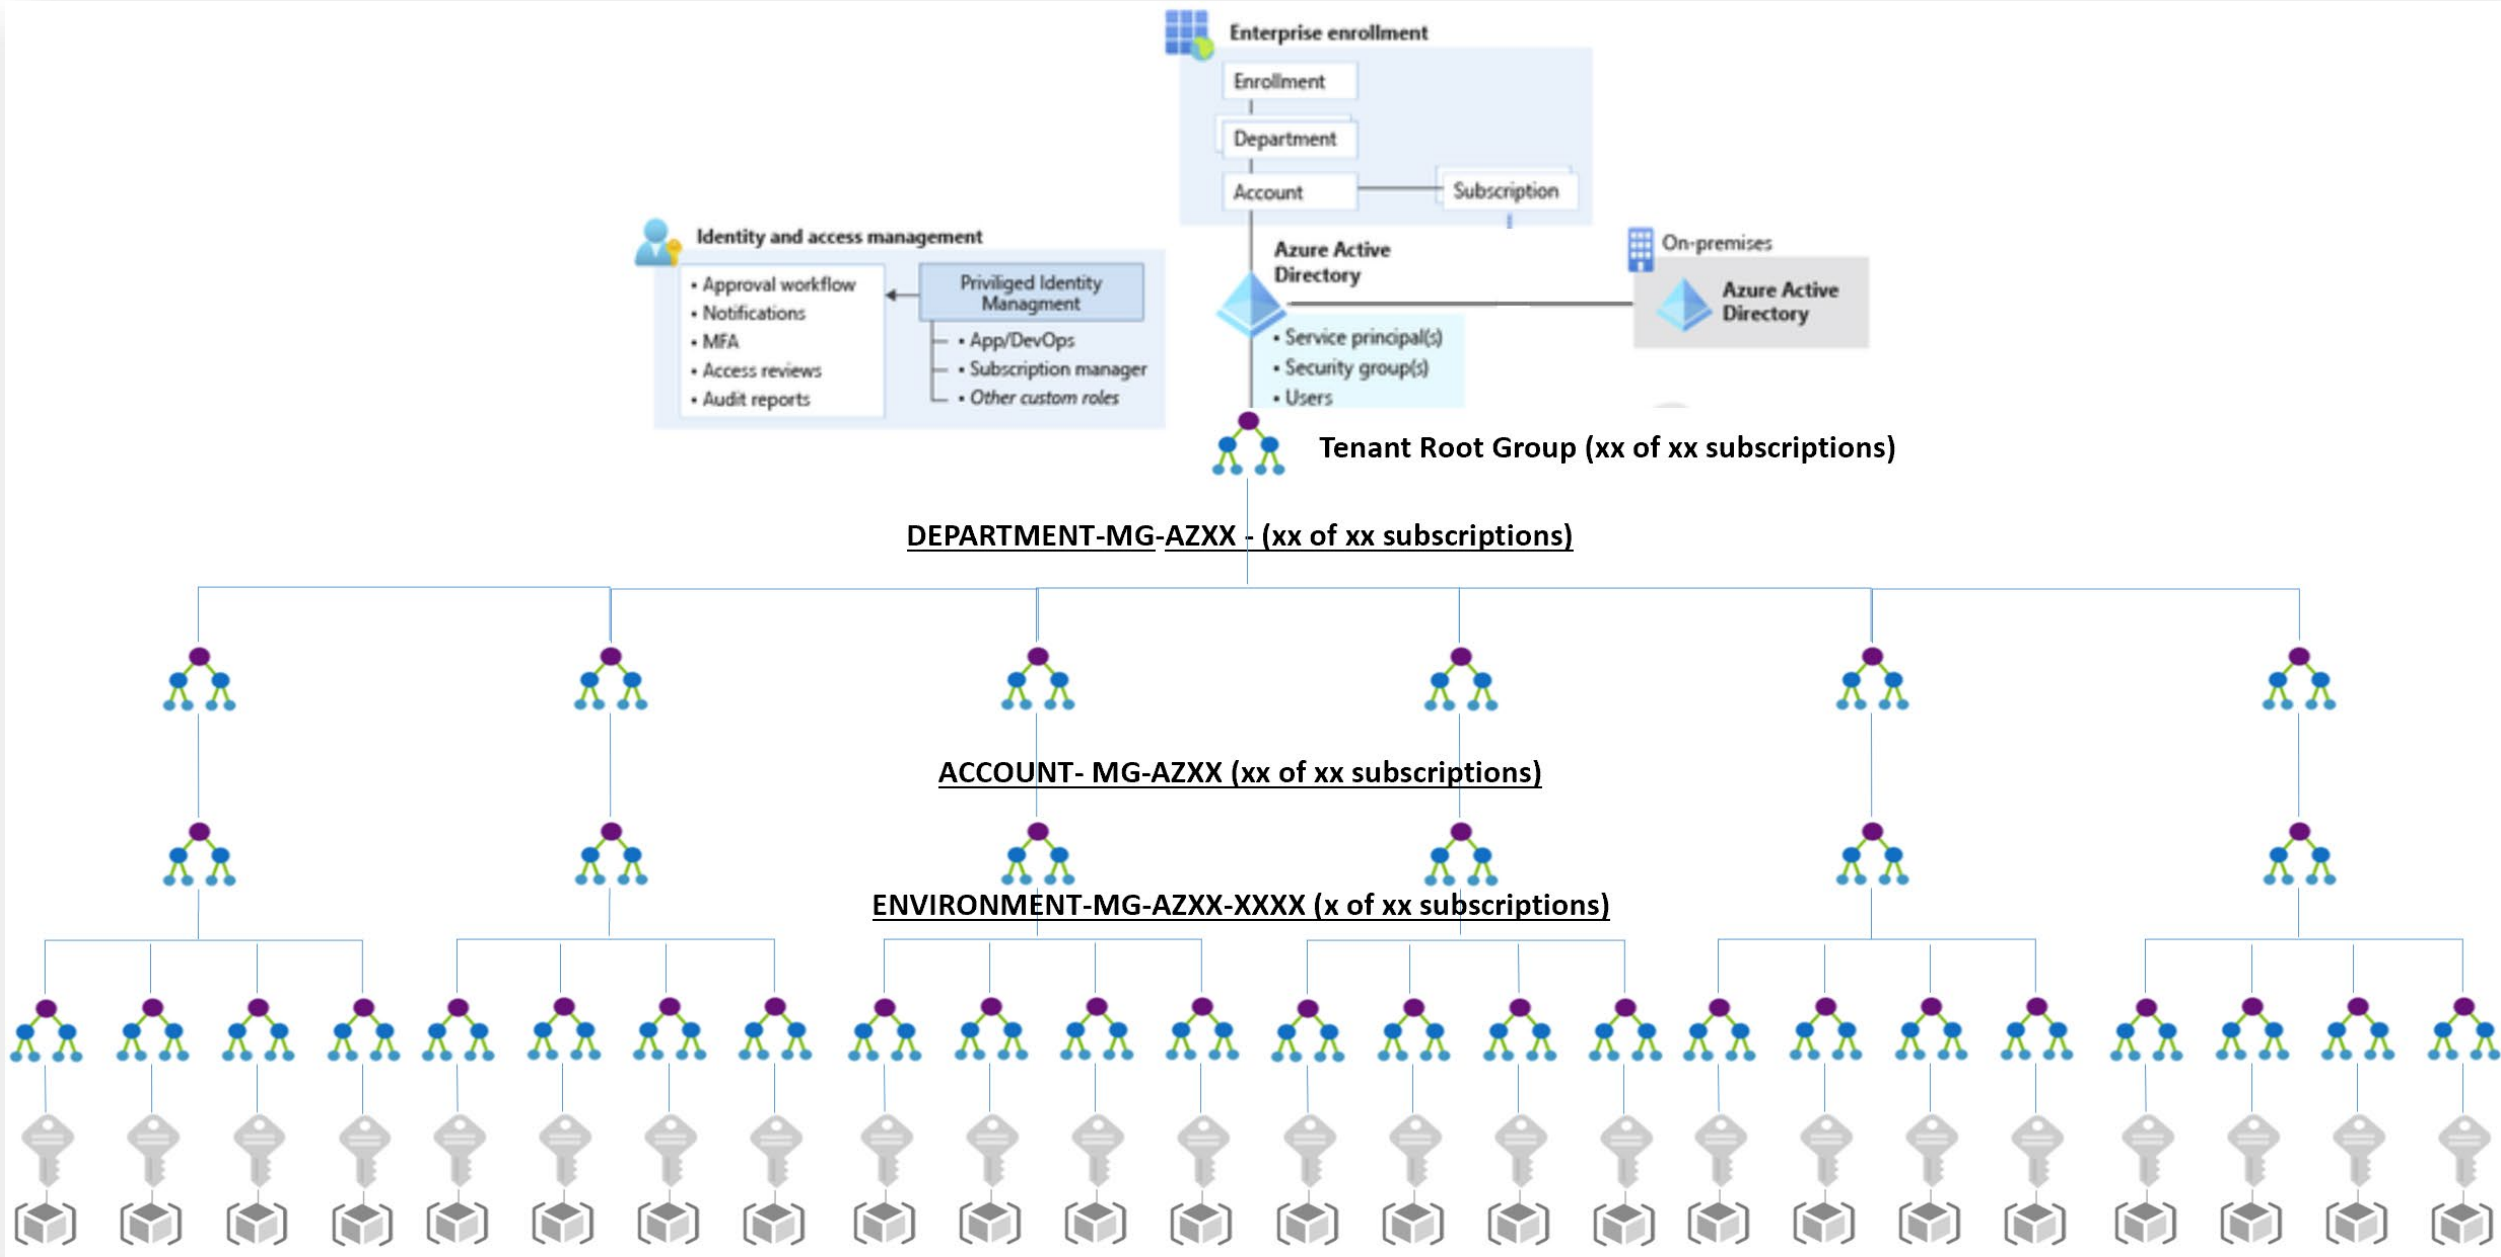 Enterprise enrollment
Enrollment
Department
Account
Subscription
Identity and access management
• Approval workflow
• Notifications
• MFA
• Access reviews
• Audit reports
Priviliged Identity
Managment
• App/DevOps
• Subscription manager
• Other custom roles
Azure Active
Directory
• Service principal(s)
• Security group(s)
• Users
On-premises
Azure Active
Directory
Tenant Root Group (xx of xx subscriptions)
DEPARTMENT-MG-AZXX - (xx of xx subscriptions)
ACCOUNT- MG-AZXX (xx of xx subscriptions)
ENVIRONMENT-MG-AZXX-XXXX (x of xx subscriptions)